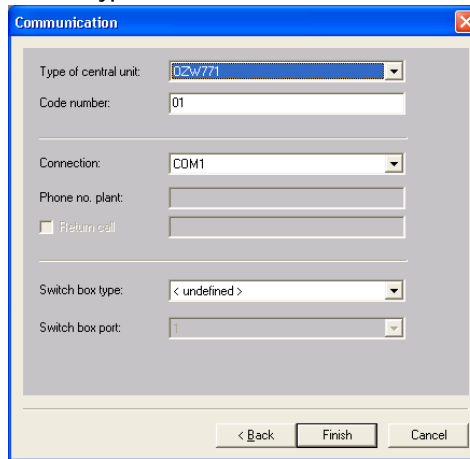 Communication
Type of central unit: OZW771
Code number: 01
Connection: COM1
Phone no. plant:
Return call
Switch box type: < undefined >
Switch box port: 1
< Back Finish Cancel